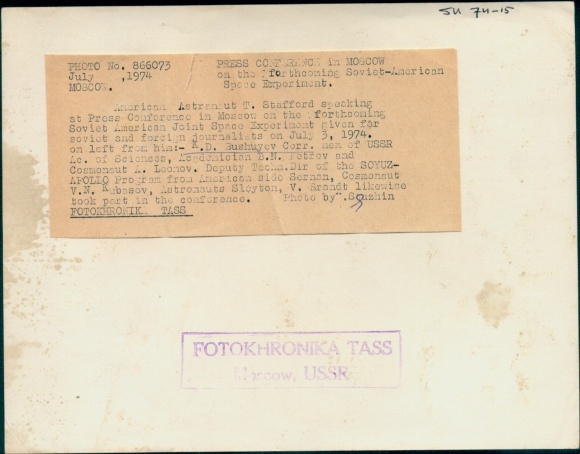 SU 74-15
PHOTO No. 866073
PRESS CONFERENCE in MOSCOW
July ,1974
on the forthcoming Soviet-American
MOSCOW.
Space Experiment.
American Astranaut T. Stafford speaking
at Press Conference in Moscow on the forthcoming
Soviet American Joint Space Experiment given for
soviet and foreign journalists on July 3, 1974.
on left from him:- A.D. Bushuyev Corr. mem of USSR
Ac. of Sciences, Academician B.N. Petrov and
Cosmonaut A. Leonov. Deputy Techn.Dir of the SOYUZ-
APOLLO Program from American side Sernan, Cosmonaut
V.N. Kubasov, Astronauts Sleyton, V. Brandt likewise
took part in the conference. Photo by
FOTOKHRONIKA TASS
FOTOKHRONIKA TASS
Moscow, USSR